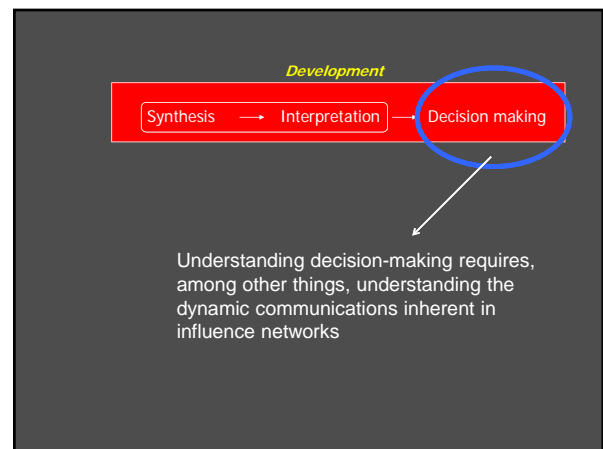 Development
Synthesis → Interpretation → Decision making
Understanding decision-making requires,
among other things, understanding the
dynamic communications inherent in
influence networks